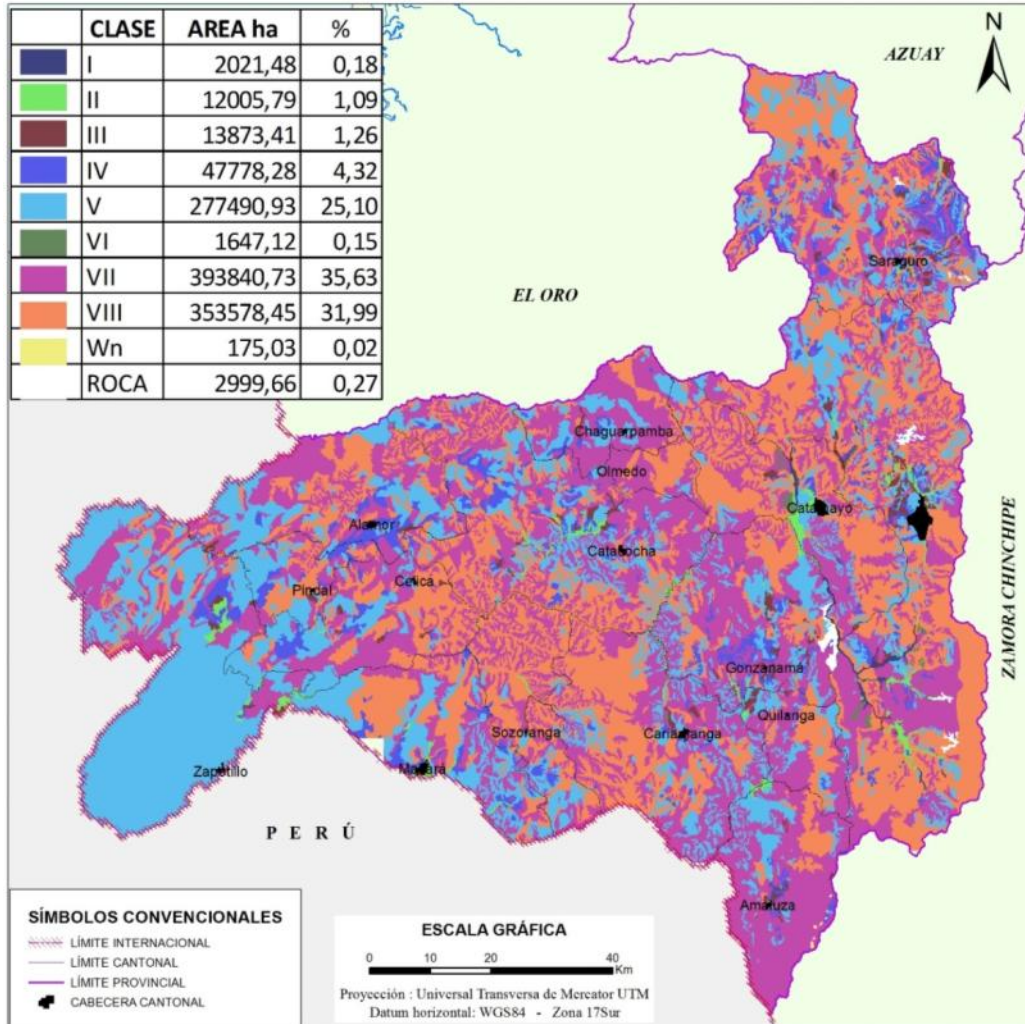 CLASE AREA ha %
I 2021,48 0,18
II 12005,79 1,09
III 13873,41 1,26
IV 47778,28 4,32
V 277490,93 25,10
VI 1647,12 0,15
VII 393840,73 35,63
VIII 353578,45 31,99
Wn 175,03 0,02
ROCA 2999,66 0,27
N
AZUAY
Saraguro
EL ORO
ZAMORA CHINCHIPE
Chaguarpamba
Olmedo
Catamayo
Alamor
Catacocha
Celica
Pindal
Gonzanamá
Quilanga
Sozoranga
Cariamanga
Zapotillo
Macará
PERÚ
Amaluza
SÍMBOLOS CONVENCIONALES
LÍMITE INTERNACIONAL
LÍMITE CANTONAL
LÍMITE PROVINCIAL
CABECERA CANTONAL
ESCALA GRÁFICA
0 10 20 40
Km
Proyección : Universal Transversa de Mercator UTM
Datum horizontal: WGS84 - Zona 17Sur